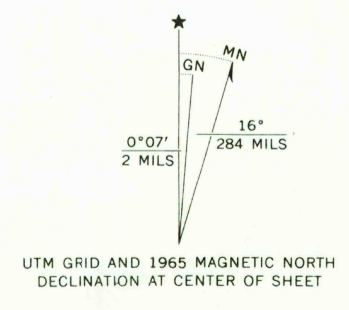 ★
MN
GN
0°07′
2 MILS
16°
284 MILS
UTM GRID AND 1965 MAGNETIC NORTH
DECLINATION AT CENTER OF SHEET